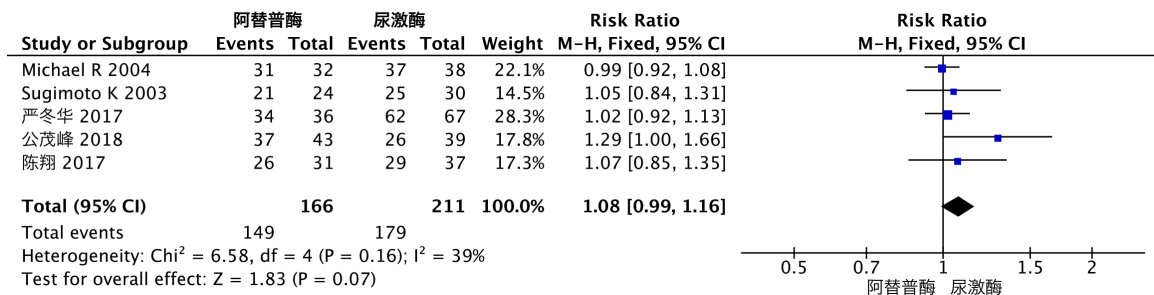 阿替普酶 尿激酶 Risk Ratio Risk Ratio
Study or Subgroup Events Total Events Total Weight M-H, Fixed, 95% CI M-H, Fixed, 95% CI
Michael R 2004 31 32 37 38 22.1% 0.99 [0.92, 1.08]
Sugimoto K 2003 21 24 25 30 14.5% 1.05 [0.84, 1.31]
严冬华 2017 34 36 62 67 28.3% 1.02 [0.92, 1.13]
公茂峰 2018 37 43 26 39 17.8% 1.29 [1.00, 1.66]
陈翔 2017 26 31 29 37 17.3% 1.07 [0.85, 1.35]
Total (95% CI) 166 211 100.0% 1.08 [0.99, 1.16]
Total events 149 179
Heterogeneity: Chi² = 6.58, df = 4 (P = 0.16); I² = 39%
Test for overall effect: Z = 1.83 (P = 0.07)
0.5 0.7 1 1.5 2
阿替普酶 尿激酶